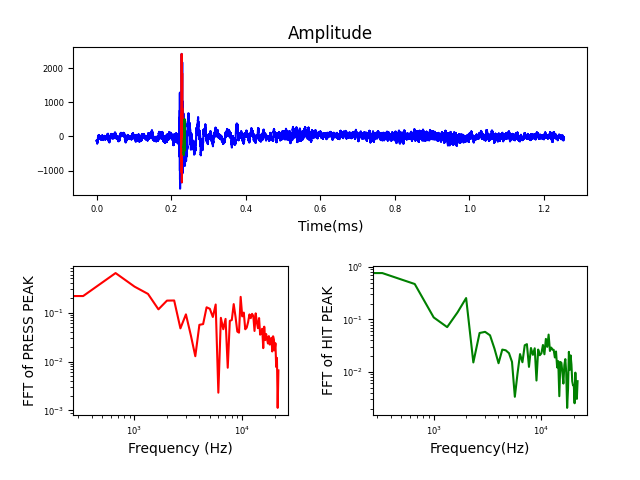 Amplitude
2000
1000
0
−1000
0.0 0.2 0.4 0.6 0.8 1.0 1.2
Time(ms)
FFT of PRESS PEAK
10⁻¹
10⁻²
10⁻³
10³ 10⁴
Frequency (Hz)
FFT of HIT PEAK
10⁰
10⁻¹
10⁻²
10³ 10⁴
Frequency(Hz)